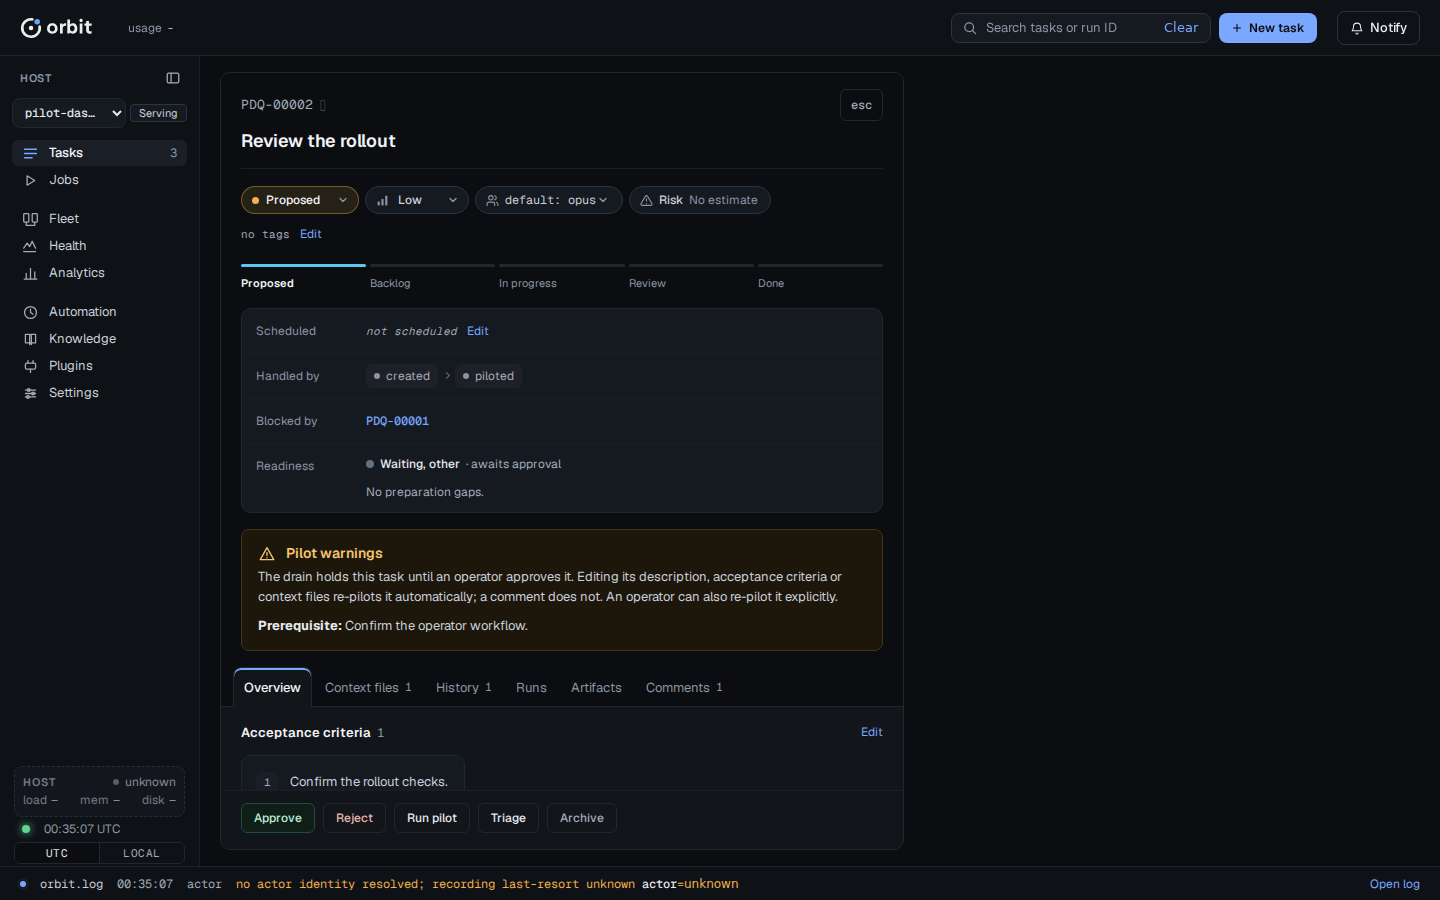 orbit
usage -
Search tasks or run ID
Clear
+ New task
Notify
HOST
pilot-das…
Serving
Tasks 3
Jobs
Fleet
Health
Analytics
Automation
Knowledge
Plugins
Settings
HOST unknown
load – mem – disk –
00:35:07 UTC
UTC LOCAL
PDQ-00002
esc
Review the rollout
Proposed
Low
default: opus
Risk No estimate
no tags Edit
Proposed Backlog In progress Review Done
Scheduled not scheduled Edit
Handled by created › piloted
Blocked by PDQ-00001
Readiness Waiting, other · awaits approval
No preparation gaps.
Pilot warnings
The drain holds this task until an operator approves it. Editing its description, acceptance criteria or
context files re-pilots it automatically; a comment does not. An operator can also re-pilot it explicitly.
Prerequisite: Confirm the operator workflow.
Overview Context files 1 History 1 Runs Artifacts Comments 1
Acceptance criteria 1 Edit
1 Confirm the rollout checks.
Approve Reject Run pilot Triage Archive
orbit.log 00:35:07 actor no actor identity resolved; recording last-resort unknown actor=unknown Open log